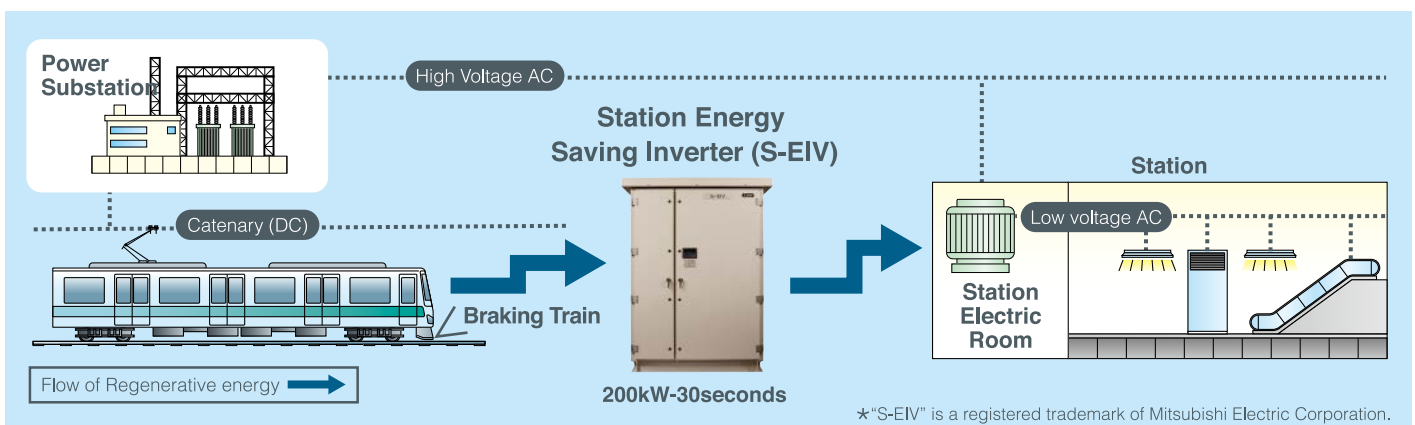 Power
Substation
High Voltage AC
Station Energy
Saving Inverter (S-EIV)
Station
Catenary (DC)
S-EIV
Low voltage AC
Braking Train
Station
Electric
Room
Flow of Regenerative energy
200kW-30seconds
*“S-EIV” is a registered trademark of Mitsubishi Electric Corporation.